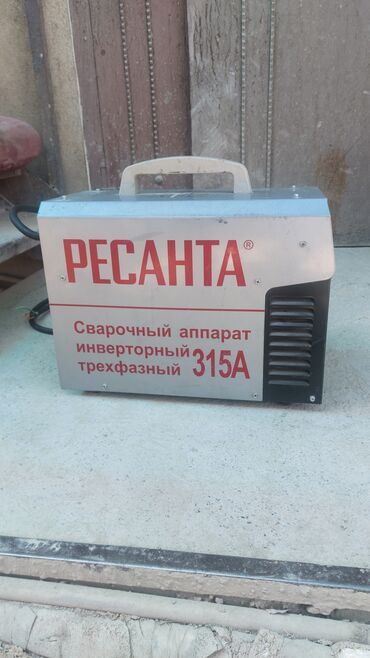 РЕСАНТА®
Сварочный аппарат
инверторный
трехфазный 315А